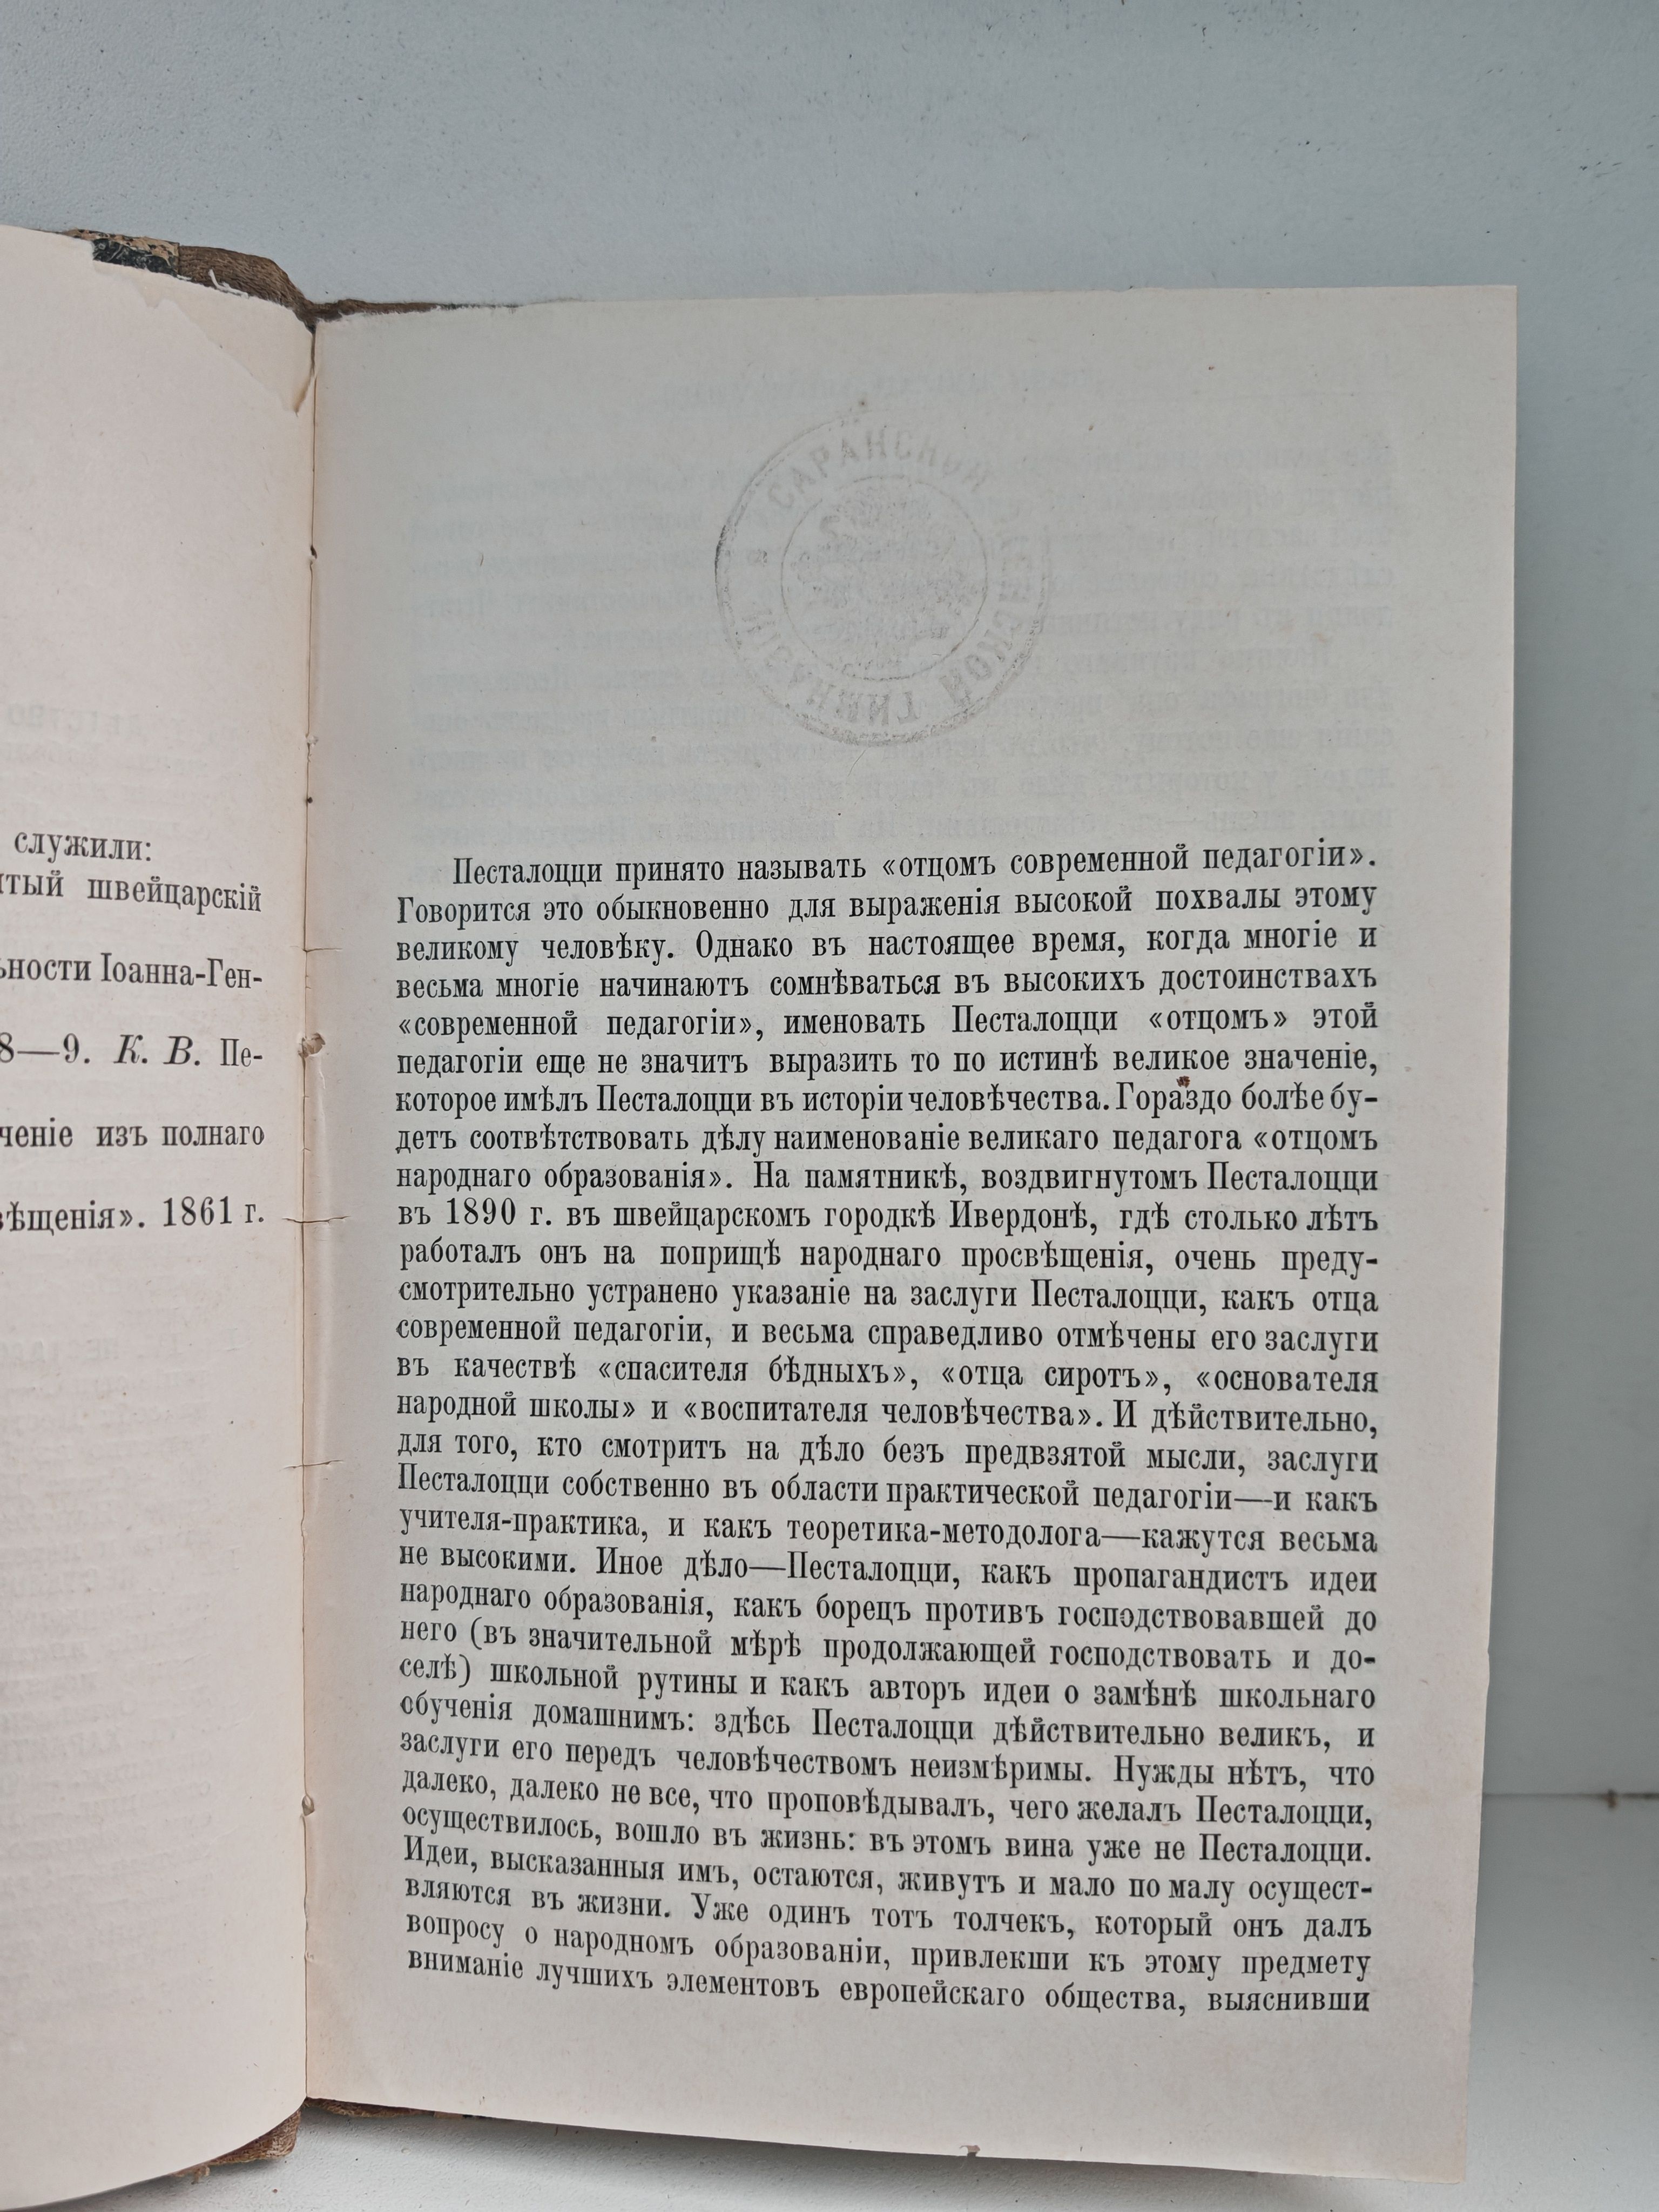 служили:
швейцарскій
Іоанна-Ген-
8—9. К. В. Пе-
изъ полнаго
1861 г.
САРАНСКОЙ
ГИМНАЗІИ
Песталоцци принято называть «отцомъ современной педагогіи».
Говорится это обыкновенно для выраженія высокой похвалы этому
великому человѣку. Однако въ настоящее время, когда многіе и
весьма многіе начинаютъ сомнѣваться въ высокихъ достоинствахъ
«современной педагогіи», именовать Песталоцци «отцомъ» этой
педагогіи еще не значитъ выразить то по истинѣ великое значеніе,
которое имѣлъ Песталоцци въ исторіи человѣчества. Гораздо болѣе бу-
детъ соотвѣтствовать дѣлу наименованіе великаго педагога «отцомъ
народнаго образованія». На памятникѣ, воздвигнутомъ Песталоцци
въ 1890 г. въ швейцарскомъ городкѣ Ивердонѣ, гдѣ столько лѣтъ
работалъ онъ на поприщѣ народнаго просвѣщенія, очень преду-
смотрительно устранено указаніе на заслуги Песталоцци, какъ отца
современной педагогіи, и весьма справедливо отмѣчены его заслуги
въ качествѣ «спасителя бѣдныхъ», «отца сиротъ», «основателя
народной школы» и «воспитателя человѣчества». И дѣйствительно,
для того, кто смотритъ на дѣло безъ предвзятой мысли, заслуги
Песталоцци собственно въ области практической педагогіи—и какъ
учителя-практика, и какъ теоретика-методолога—кажутся весьма
не высокими. Иное дѣло—Песталоцци, какъ пропагандистъ идеи
народнаго образованія, какъ борецъ противъ господствовавшей до
него (въ значительной мѣрѣ продолжающей господствовать и до-
селѣ) школьной рутины и какъ авторъ идеи о замѣнѣ школьнаго
обученія домашнимъ: здѣсь Песталоцци дѣйствительно великъ, и
заслуги его передъ человѣчествомъ неизмѣримы. Нужды нѣтъ, что
далеко, далеко не все, что проповѣдывалъ, чего желалъ Песталоцци,
осуществилось, вошло въ жизнь: въ этомъ вина уже не Песталоцци.
Идеи, высказанныя имъ, остаются, живутъ и мало по малу осущест-
вляются въ жизни. Уже одинъ тотъ толчекъ, который онъ далъ
вопросу о народномъ образованіи, привлекши къ этому предмету
вниманіе лучшихъ элементовъ европейскаго общества, выяснивши